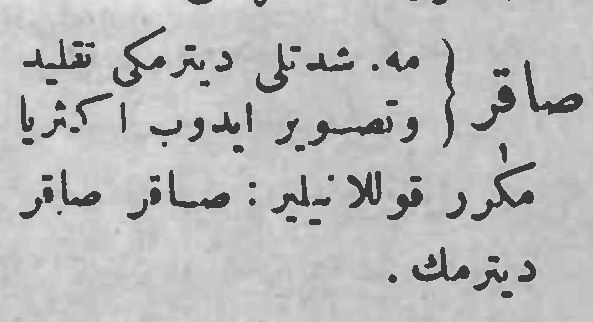 صاقر { مه. شدتلی دیترمکی تقلید
وتصویر ایدوب اکثریا
مکرر قوللانیلیر : صاقر صاقر
دیترمك .